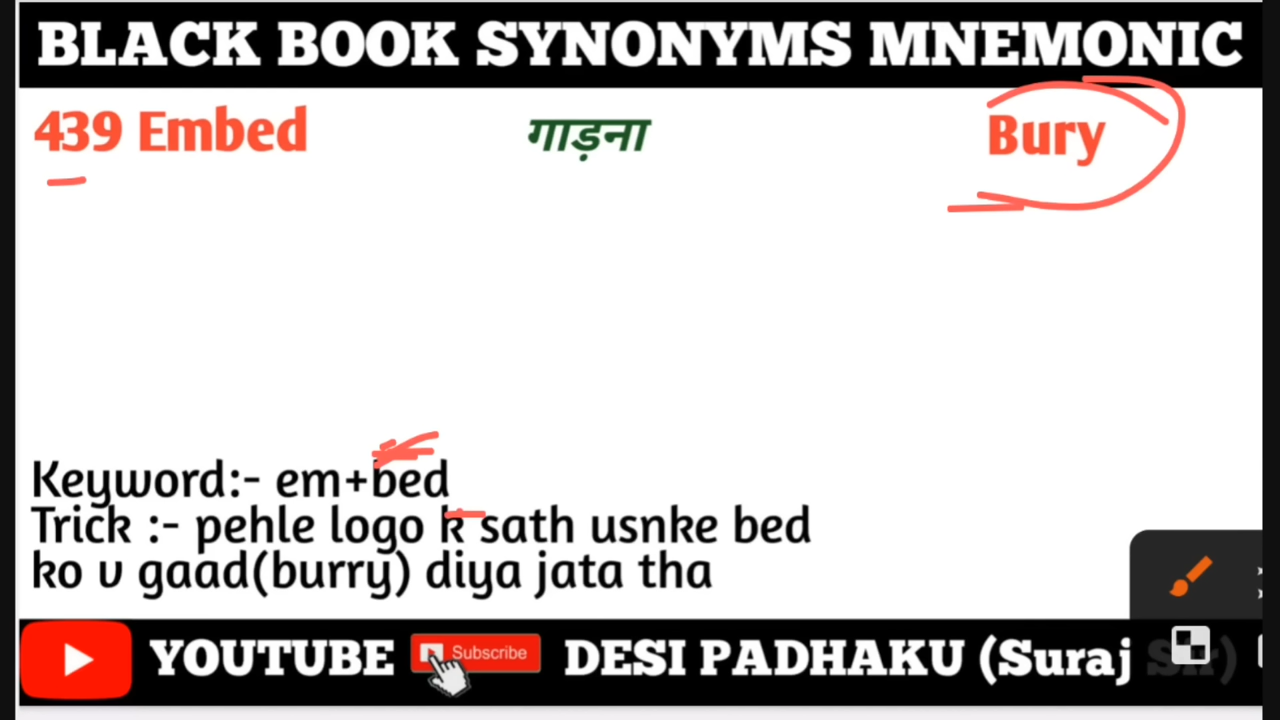 BLACK BOOK SYNONYMS MNEMONIC
439 Embed गाड़ना Bury
Keyword:- em+bed
Trick :- pehle logo k sath usnke bed
ko v gaad(burry) diya jata tha
YOUTUBE Subscribe DESI PADHAKU (Suraj Sir)